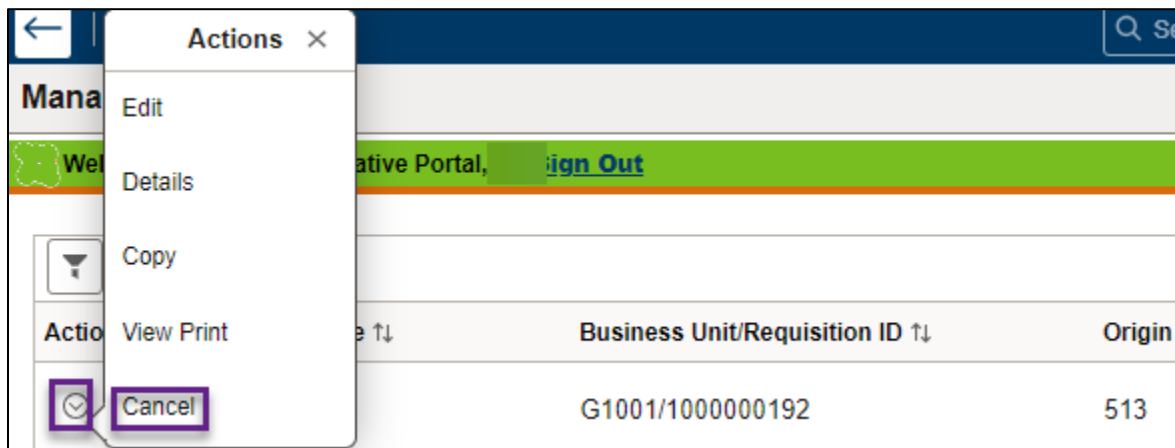 Actions ×
Se
Mana
Edit
Wel
ative Portal,
ign Out
Details
Copy
Actio
View Print
e ↑↓
Business Unit/Requisition ID ↑↓
Origin
Cancel
G1001/1000000192
513